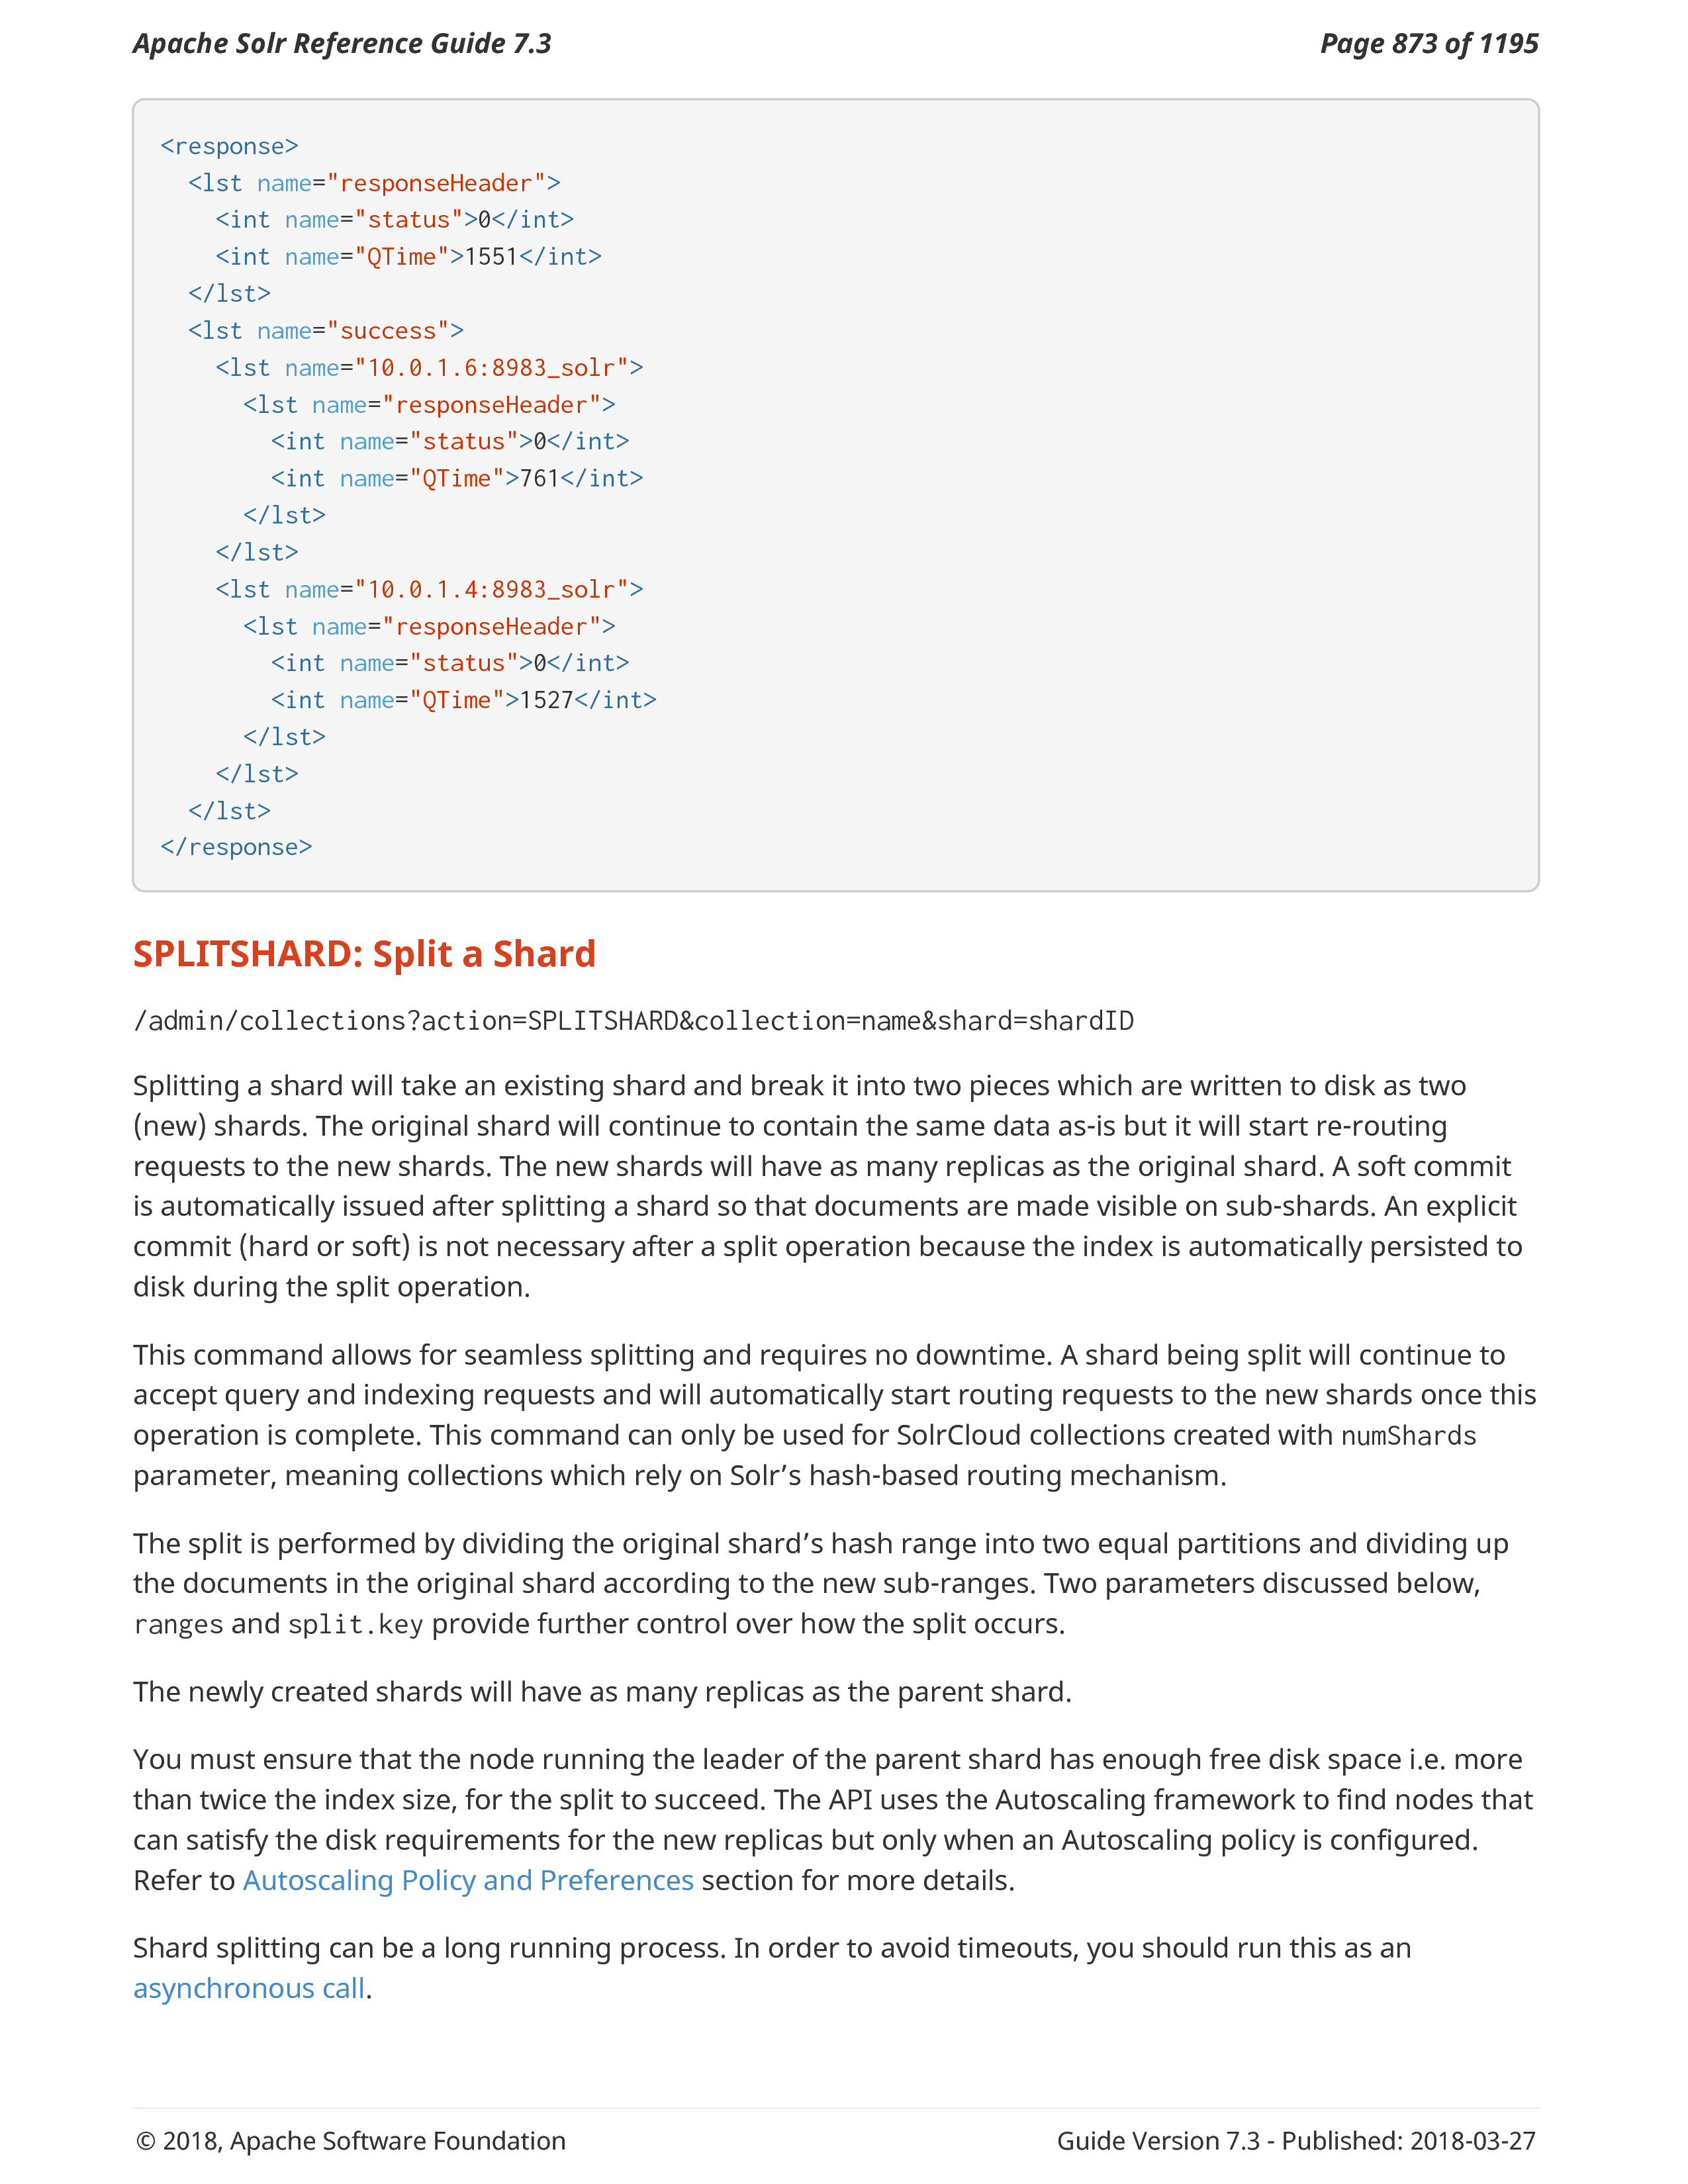 Apache Solr Reference Guide 7.3
Page 873 of 1195
<response>
  <lst name="responseHeader">
    <int name="status">0</int>
    <int name="QTime">1551</int>
  </lst>
  <lst name="success">
    <lst name="10.0.1.6:8983_solr">
      <lst name="responseHeader">
        <int name="status">0</int>
        <int name="QTime">761</int>
      </lst>
    </lst>
    <lst name="10.0.1.4:8983_solr">
      <lst name="responseHeader">
        <int name="status">0</int>
        <int name="QTime">1527</int>
      </lst>
    </lst>
  </lst>
</response>
SPLITSHARD: Split a Shard
/admin/collections?action=SPLITSHARD&collection=name&shard=shardID
Splitting a shard will take an existing shard and break it into two pieces which are written to disk as two
(new) shards. The original shard will continue to contain the same data as-is but it will start re-routing
requests to the new shards. The new shards will have as many replicas as the original shard. A soft commit
is automatically issued after splitting a shard so that documents are made visible on sub-shards. An explicit
commit (hard or soft) is not necessary after a split operation because the index is automatically persisted to
disk during the split operation.
This command allows for seamless splitting and requires no downtime. A shard being split will continue to
accept query and indexing requests and will automatically start routing requests to the new shards once this
operation is complete. This command can only be used for SolrCloud collections created with numShards
parameter, meaning collections which rely on Solr’s hash-based routing mechanism.
The split is performed by dividing the original shard’s hash range into two equal partitions and dividing up
the documents in the original shard according to the new sub-ranges. Two parameters discussed below,
ranges and split.key provide further control over how the split occurs.
The newly created shards will have as many replicas as the parent shard.
You must ensure that the node running the leader of the parent shard has enough free disk space i.e. more
than twice the index size, for the split to succeed. The API uses the Autoscaling framework to find nodes that
can satisfy the disk requirements for the new replicas but only when an Autoscaling policy is configured.
Refer to Autoscaling Policy and Preferences section for more details.
Shard splitting can be a long running process. In order to avoid timeouts, you should run this as an
asynchronous call.
© 2018, Apache Software Foundation
Guide Version 7.3 - Published: 2018-03-27